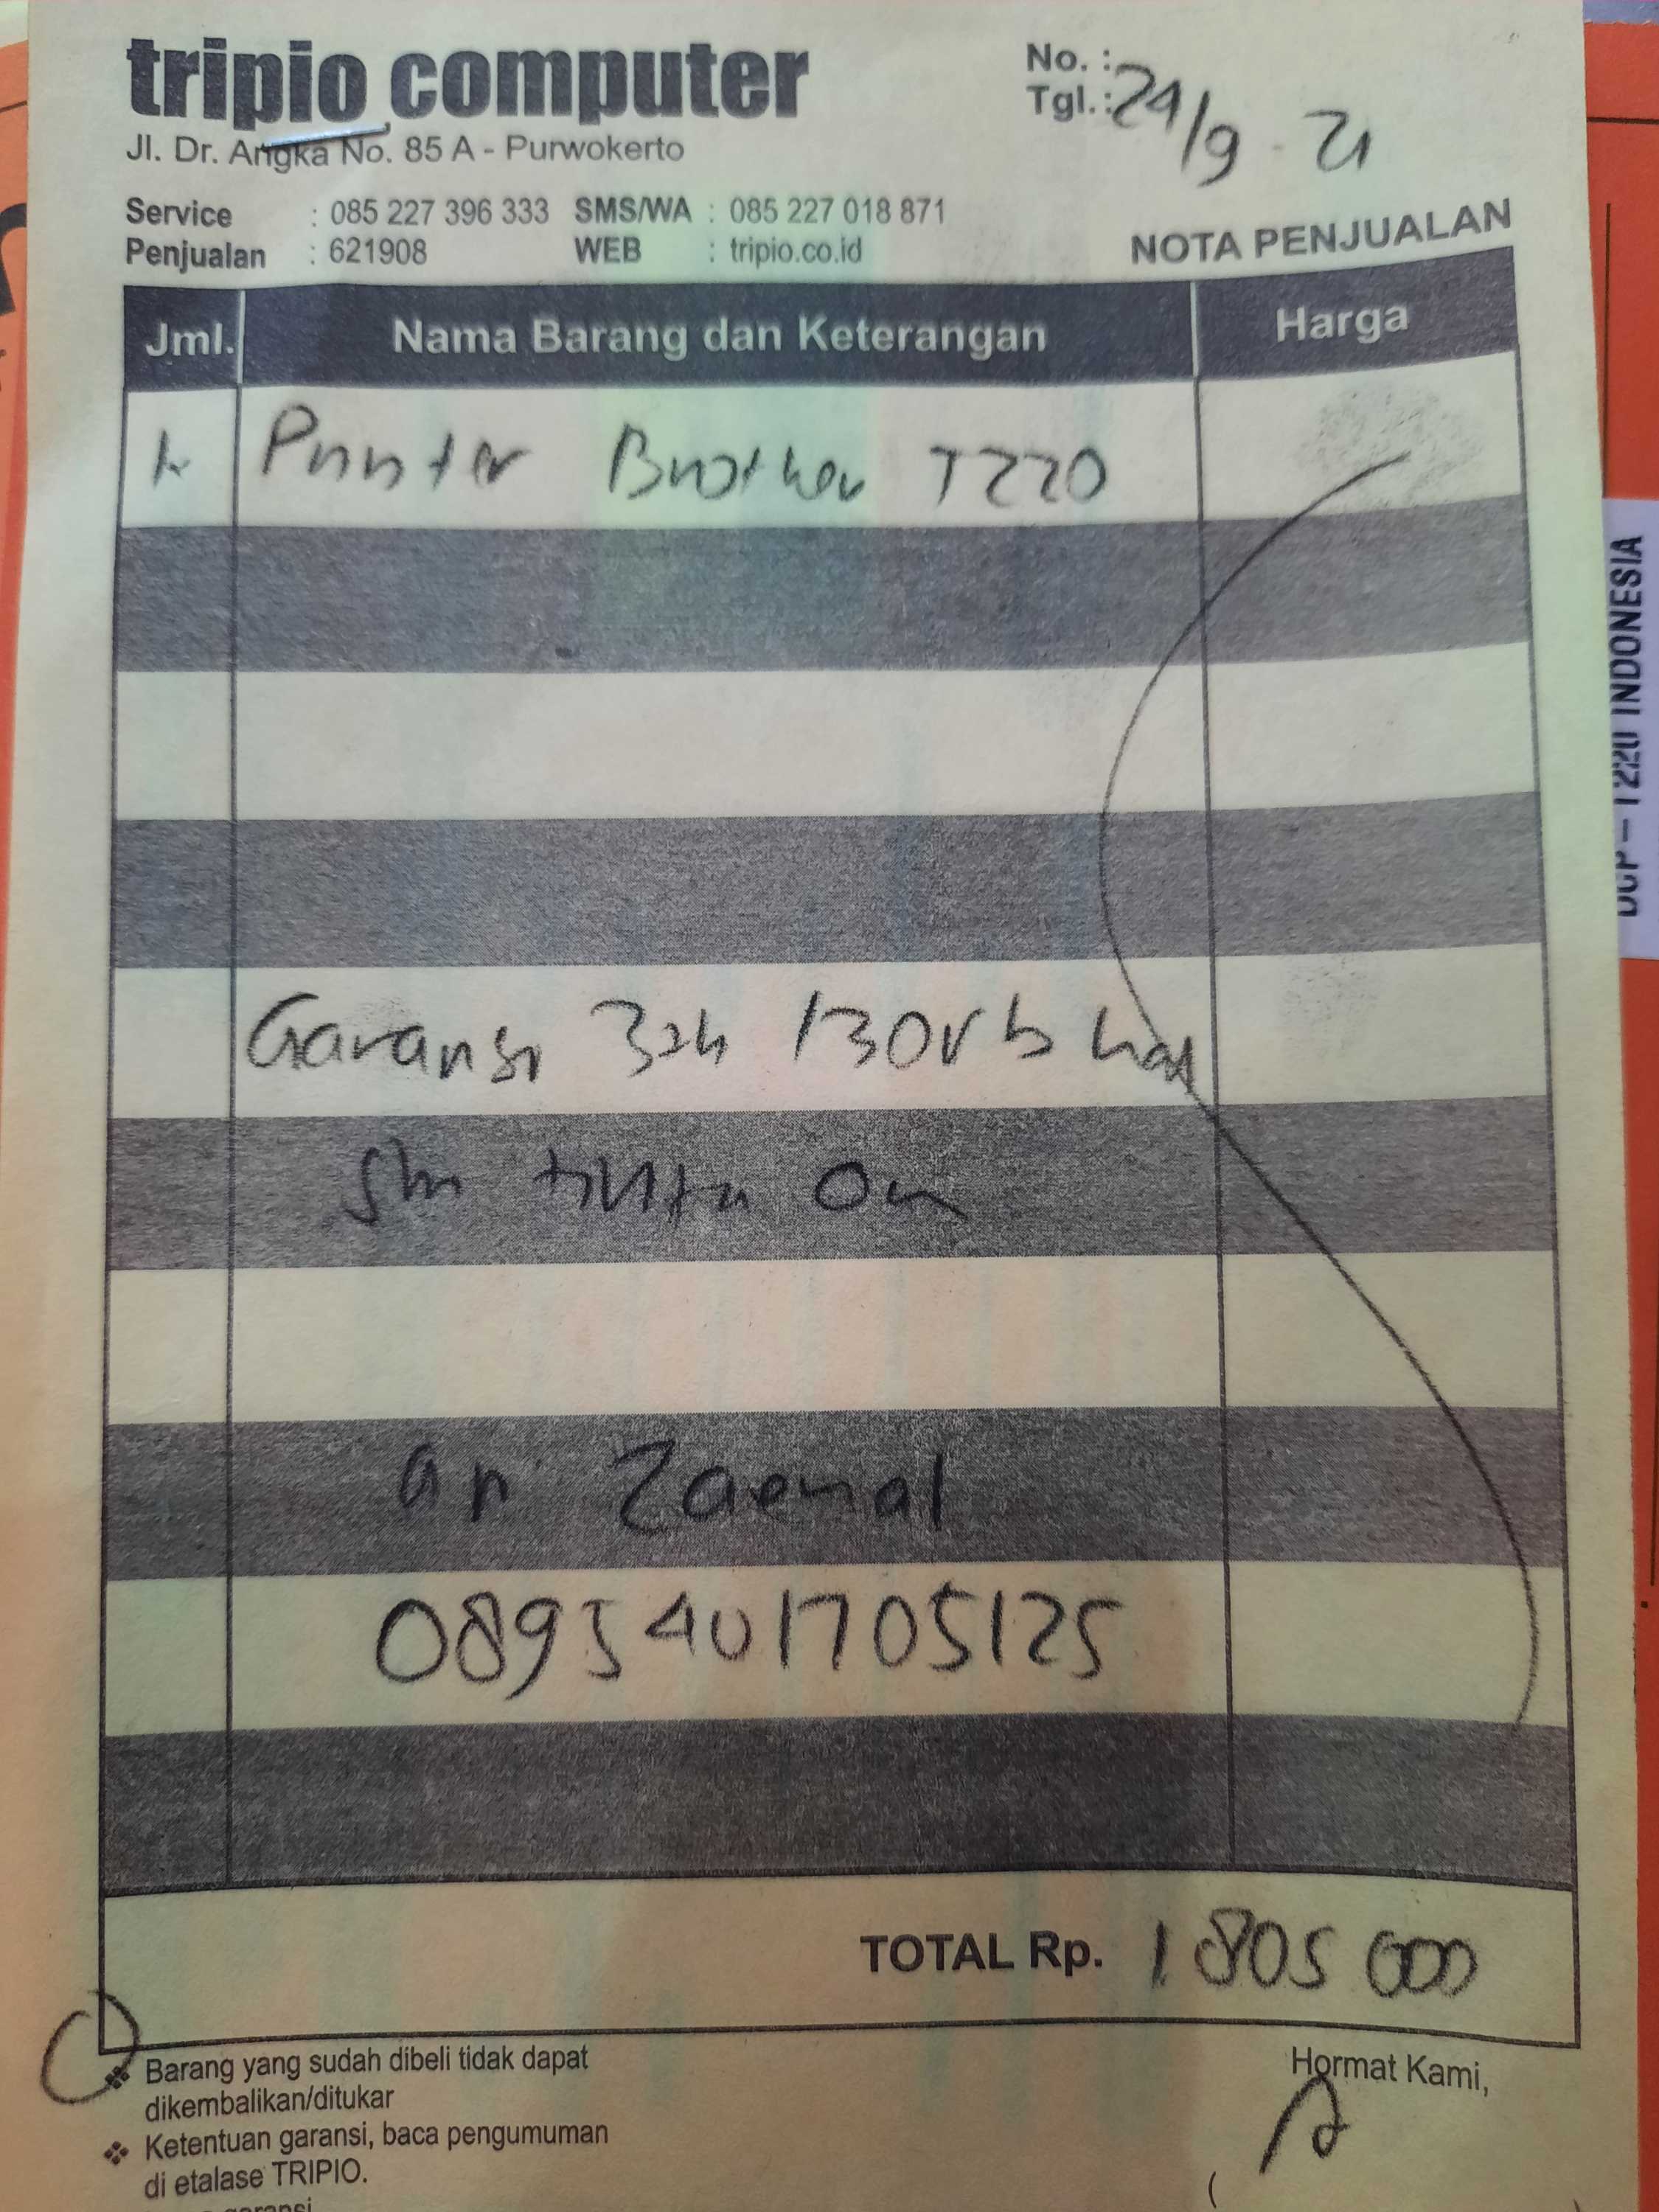 tripio computer
Jl. Dr. Angka No. 85 A - Purwokerto
No. :
Tgl. : 24/9 - 21
Service : 085 227 396 333 SMS/WA : 085 227 018 871
Penjualan : 621908 WEB : tripio.co.id
NOTA PENJUALAN
Jml. Nama Barang dan Keterangan Harga
1 Printer Brother T220
Garansi 3th 130rb
tinta
an Zaenal
0895401705125
TOTAL Rp. 1 805 000
Barang yang sudah dibeli tidak dapat
dikembalikan/ditukar
Hormat Kami,
Ketentuan garansi, baca pengumuman
di etalase TRIPIO.
garansi
DCP - T220 INDONESIA